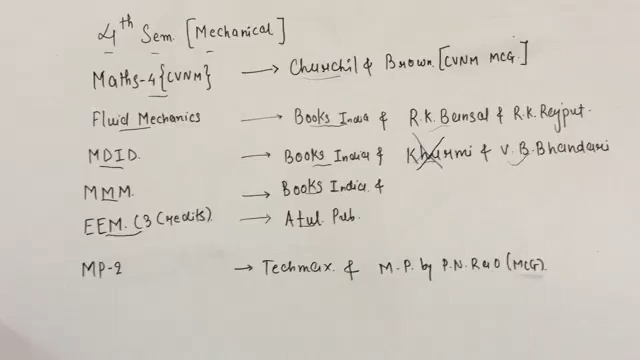 4th Sem. [Mechanical]
Maths-4 {CVNM} → Churchil & Brown [CVNM MCG.]
Fluid Mechanics → Books India & R.K. Bansal & R.K. Rajput.
MDID. → Books India & Khurmi & V.B. Bhandari
MMM. → Books India &
EEM. (3 Credits). → Atul Pub.
MP-2 → Techmax. & M.P. by P.N. Rao (MCG).